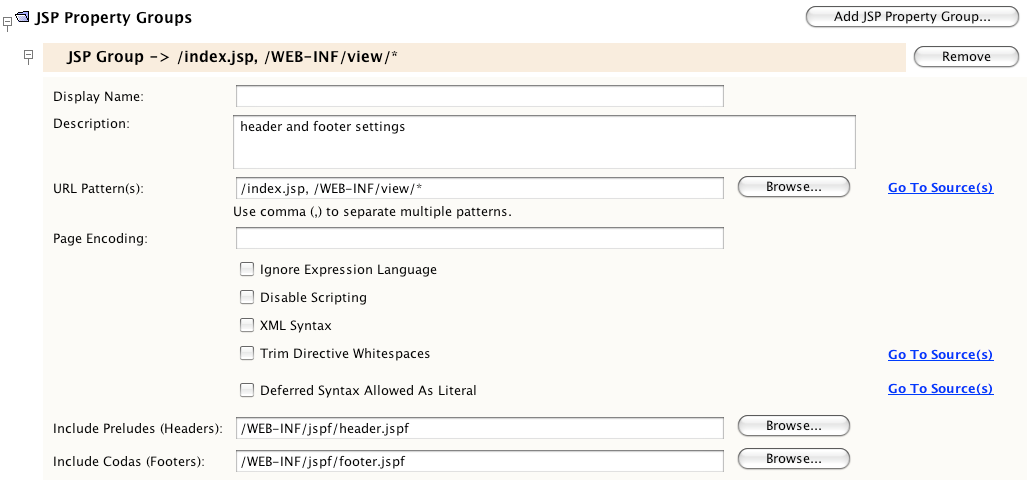 JSP Property Groups
Add JSP Property Group...
JSP Group -> /index.jsp, /WEB-INF/view/*
Remove
Display Name:
Description:
header and footer settings
URL Pattern(s):
/index.jsp, /WEB-INF/view/*
Browse...
Go To Source(s)
Use comma (,) to separate multiple patterns.
Page Encoding:
Ignore Expression Language
Disable Scripting
XML Syntax
Trim Directive Whitespaces
Go To Source(s)
Deferred Syntax Allowed As Literal
Go To Source(s)
Include Preludes (Headers):
/WEB-INF/jspf/header.jspf
Browse...
Include Codas (Footers):
/WEB-INF/jspf/footer.jspf
Browse...